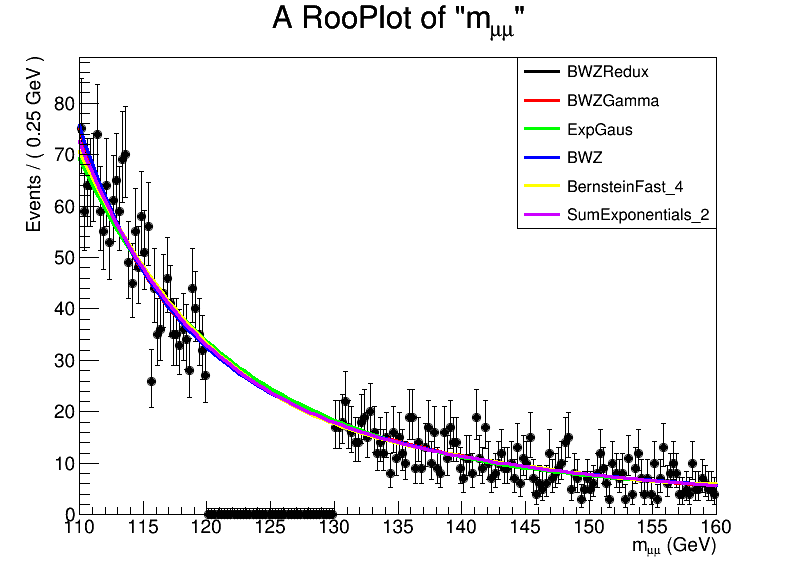 A RooPlot of "mμμ"
Events / ( 0.25 GeV )
80
70
60
50
40
30
20
10
0
BWZRedux
BWZGamma
ExpGaus
BWZ
BernsteinFast_4
SumExponentials_2
110 115 120 125 130 135 140 145 150 155 160
mμμ (GeV)